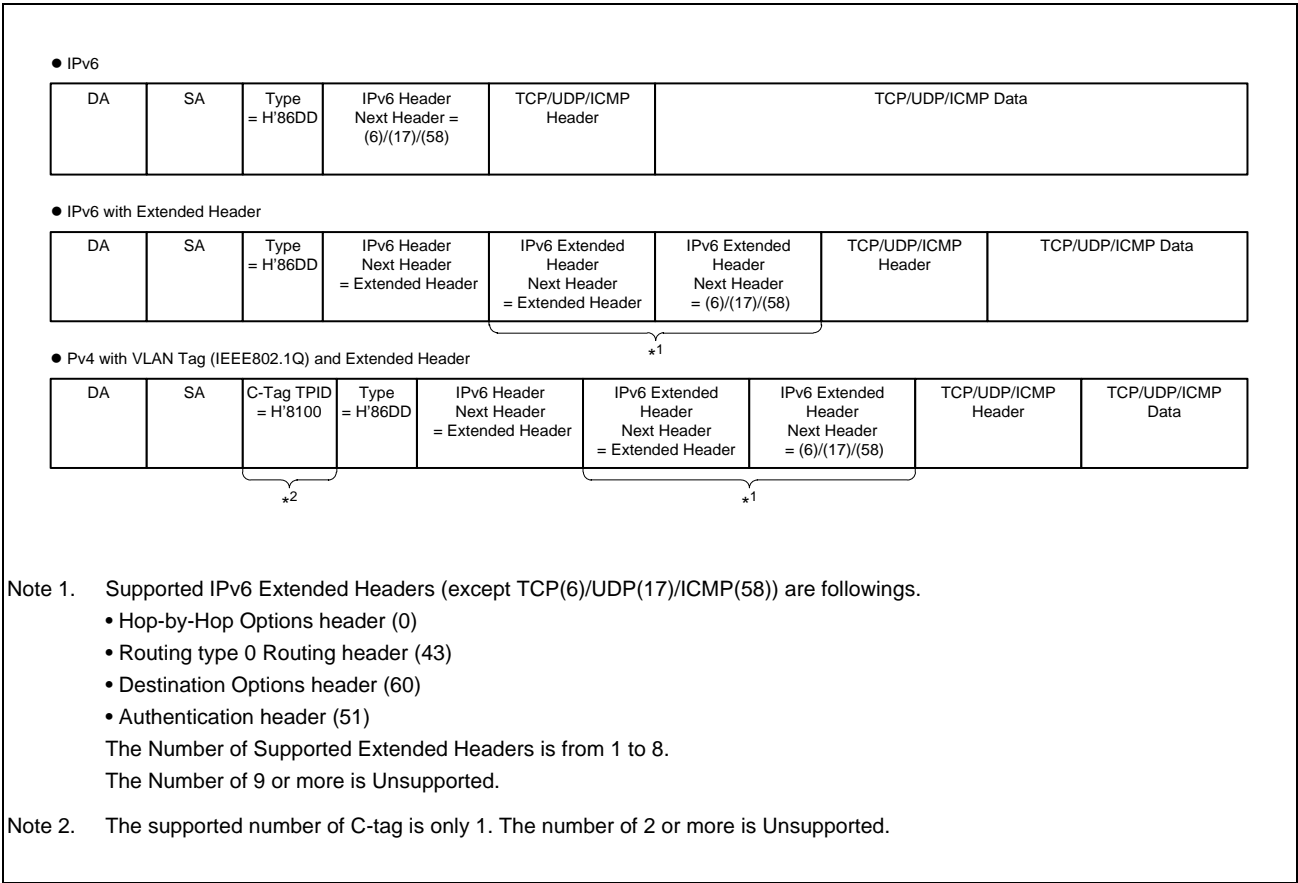 ● IPv6
DA SA Type = H'86DD IPv6 Header Next Header = (6)/(17)/(58) TCP/UDP/ICMP Header TCP/UDP/ICMP Data
● IPv6 with Extended Header
DA SA Type = H'86DD IPv6 Header Next Header = Extended Header IPv6 Extended Header Next Header = Extended Header IPv6 Extended Header Next Header = (6)/(17)/(58) TCP/UDP/ICMP Header TCP/UDP/ICMP Data
*1
● Pv4 with VLAN Tag (IEEE802.1Q) and Extended Header
DA SA C-Tag TPID = H'8100 Type = H'86DD IPv6 Header Next Header = Extended Header IPv6 Extended Header Next Header = Extended Header IPv6 Extended Header Next Header = (6)/(17)/(58) TCP/UDP/ICMP Header TCP/UDP/ICMP Data
*2 *1
Note 1. Supported IPv6 Extended Headers (except TCP(6)/UDP(17)/ICMP(58)) are followings.
• Hop-by-Hop Options header (0)
• Routing type 0 Routing header (43)
• Destination Options header (60)
• Authentication header (51)
The Number of Supported Extended Headers is from 1 to 8.
The Number of 9 or more is Unsupported.
Note 2. The supported number of C-tag is only 1. The number of 2 or more is Unsupported.